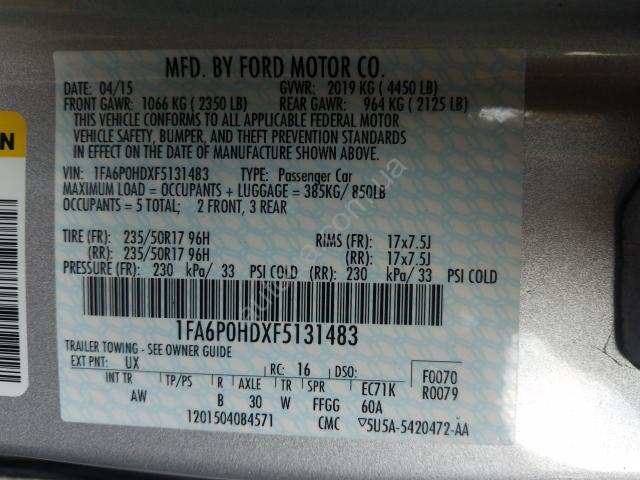 MFD. BY FORD MOTOR CO.
DATE: 04/15 GVWR: 2019 KG ( 4450 LB)
FRONT GAWR: 1066 KG ( 2350 LB) REAR GAWR: 964 KG ( 2125 LB)
THIS VEHICLE CONFORMS TO ALL APPLICABLE FEDERAL MOTOR
VEHICLE SAFETY, BUMPER, AND THEFT PREVENTION STANDARDS
IN EFFECT ON THE DATE OF MANUFACTURE SHOWN ABOVE.
VIN: 1FA6P0HDXF5131483 TYPE: Passenger Car
MAXIMUM LOAD = OCCUPANTS + LUGGAGE = 385KG/ 850LB
OCCUPANTS = 5 TOTAL; 2 FRONT, 3 REAR
TIRE (FR): 235/50R17 96H RIMS (FR): 17x7.5J
(RR): 235/50R17 96H (RR): 17x7.5J
PRESSURE (FR): 230 kPa/ 33 PSI COLD (RR): 230 kPa/ 33 PSI COLD
1FA6P0HDXF5131483
TRAILER TOWING - SEE OWNER GUIDE
EXT PNT: UX RC: 16 DSO: F0070
INT TR TP/PS R AXLE TR SPR EC71K R0079
AW B 30 W FFGG 60A
1201504084571 CMC ▽5U5A-5420472-AA